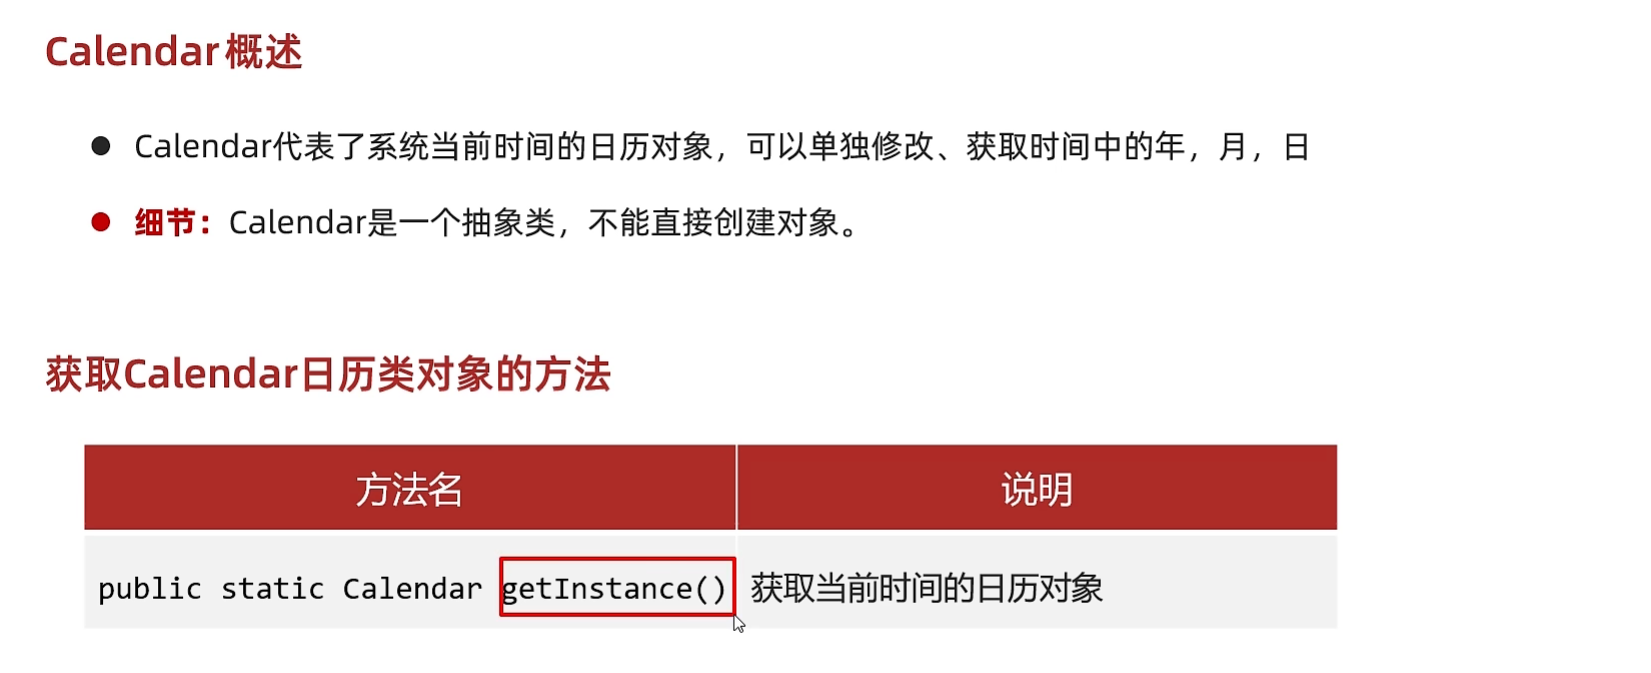 Calendar概述
Calendar代表了系统当前时间的日历对象，可以单独修改、获取时间中的年，月，日
细节：Calendar是一个抽象类，不能直接创建对象。
获取Calendar日历类对象的方法
方法名 说明
public static Calendar getInstance() 获取当前时间的日历对象